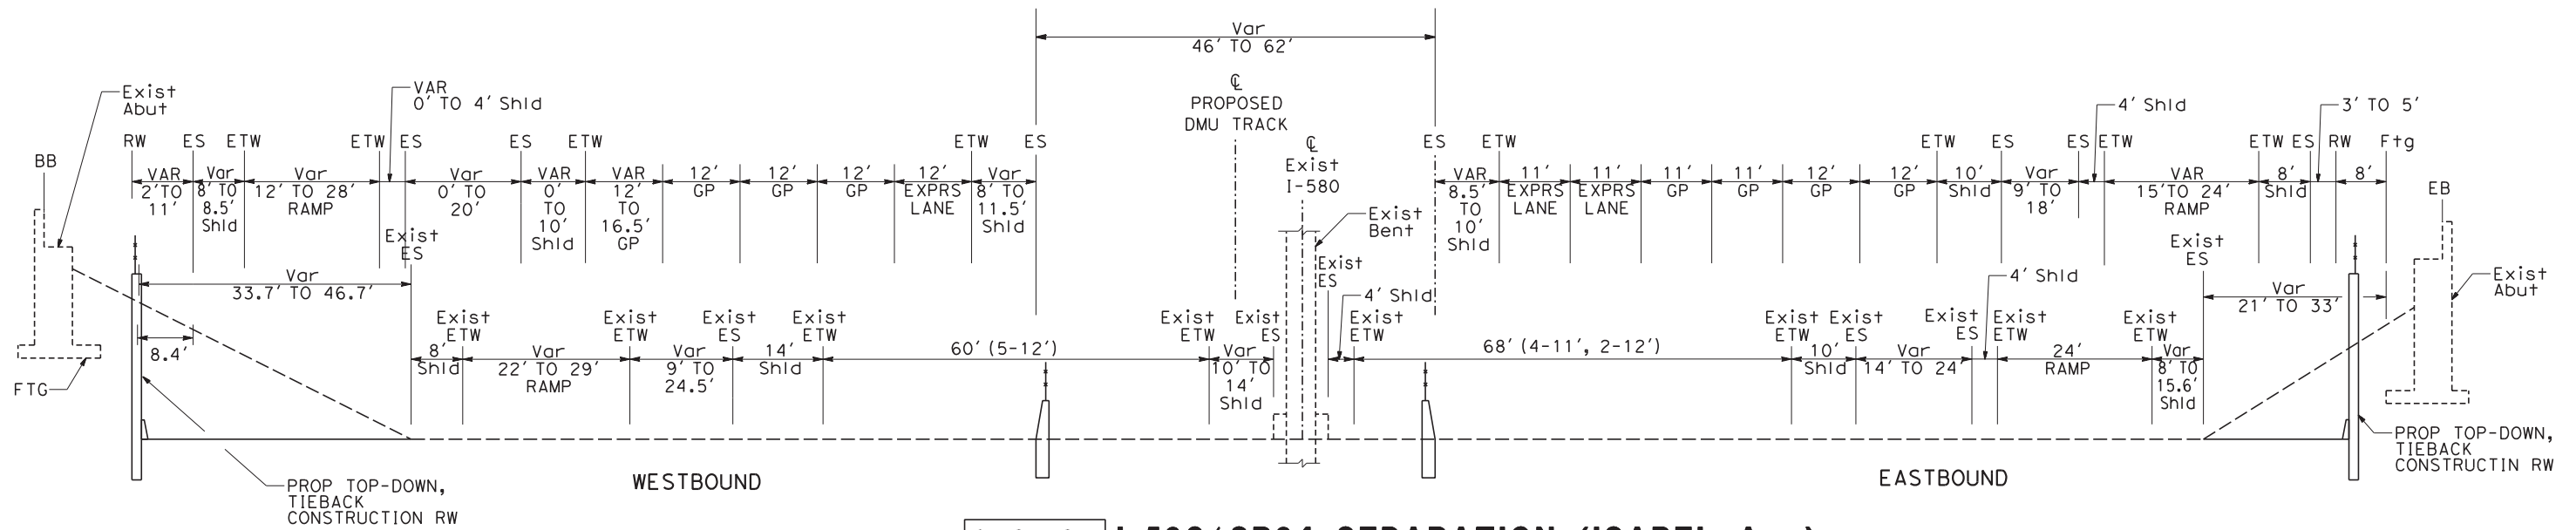 Var
46' TO 62'
℄
PROPOSED
DMU TRACK
℄
Exist
I-580
Exist
Bent
Exist
ES
Exist
Abut
VAR
0' TO 4' Shld
BB
RW
ES
ETW
ETW
ES
ES
ETW
ETW
ES
VAR
2'TO
11'
Var
8' TO
8.5'
Shld
Var
12' TO 28'
RAMP
Var
0' TO
20'
VAR
0'
TO
10'
Shld
VAR
12'
TO
16.5'
GP
12'
GP
12'
GP
12'
GP
12'
EXPRS
LANE
Var
8' TO
11.5'
Shld
Exist
ES
Var
33.7' TO 46.7'
8.4'
FTG
8'
Shld
Exist
ETW
Var
22' TO 29'
RAMP
Exist
ETW
Var
9' TO
24.5'
Exist
ES
14'
Shld
Exist
ETW
60' (5-12')
Exist
ETW
Var
10' TO
14'
Shld
Exist
ES
PROP TOP-DOWN,
TIEBACK
CONSTRUCTION RW
WESTBOUND
ES
ETW
ETW
ES
ES
ETW
4' Shld
ETW
ES
RW
Ftg
3' TO 5'
VAR
8.5'
TO
10'
Shld
11'
EXPRS
LANE
11'
EXPRS
LANE
11'
GP
11'
GP
12'
GP
12'
GP
10'
Shld
Var
9' TO
18'
VAR
15'TO 24'
RAMP
8'
Shld
8'
EB
Exist
Abut
Exist
ES
Var
21' TO 33'
4' Shld
Exist
ETW
68' (4-11', 2-12')
Exist
ETW
10'
Shld
Exist
ES
Var
14' TO 24'
Exist
ES
4' Shld
Exist
ETW
24'
RAMP
Exist
ETW
Var
8' TO
15.6'
Shld
PROP TOP-DOWN,
TIEBACK
CONSTRUCTIN RW
EASTBOUND
SEPARATION (ISABEL